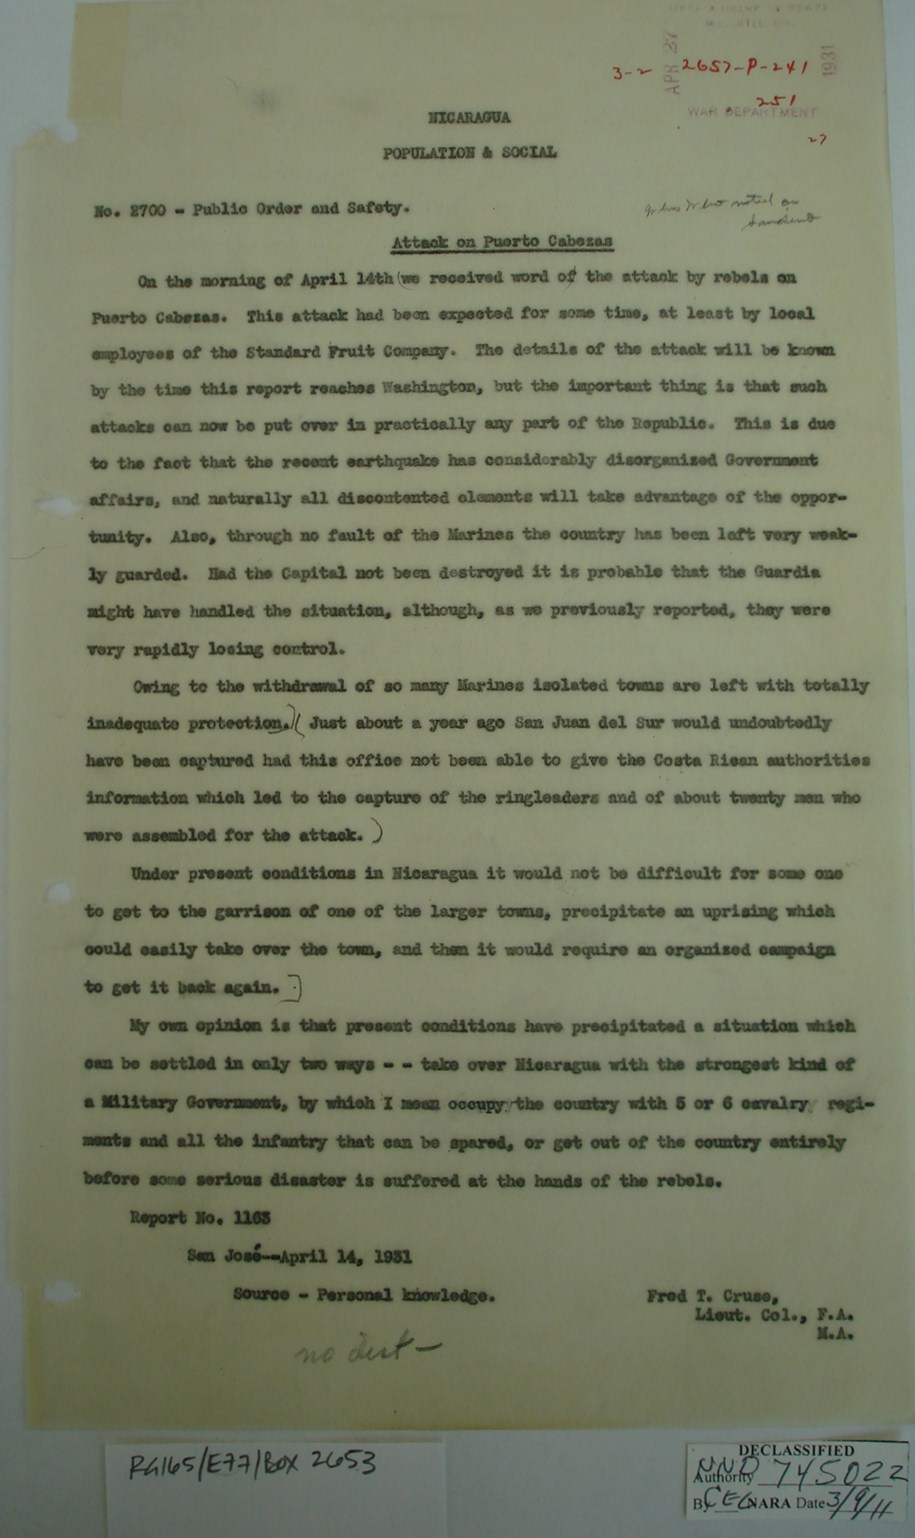 WAR DEPARTMENT
APR 27 1931
3-2 2657-P-241
251
27
NICARAGUA
POPULATION & SOCIAL
No. 2700 - Public Order and Safety.
Attack on Puerto Cabezas
On the morning of April 14th (we received word of the attack by rebels on
Puerto Cabezas. This attack had been expected for some time, at least by local
employees of the Standard Fruit Company. The details of the attack will be known
by the time this report reaches Washington, but the important thing is that such
attacks can now be put over in practically any part of the Republic. This is due
to the fact that the recent earthquake has considerably disorganized Government
affairs, and naturally all discontented elements will take advantage of the oppor-
tunity. Also, through no fault of the Marines the country has been left very weak-
ly guarded. Had the Capital not been destroyed it is probable that the Guardia
might have handled the situation, although, as we previously reported, they were
very rapidly losing control.
Owing to the withdrawal of so many Marines isolated towns are left with totally
inadequate protection.)( Just about a year ago San Juan del Sur would undoubtedly
have been captured had this office not been able to give the Costa Rican authorities
information which led to the capture of the ringleaders and of about twenty men who
were assembled for the attack.)
Under present conditions in Nicaragua it would not be difficult for some one
to get to the garrison of one of the larger towns, precipitate an uprising which
could easily take over the town, and then it would require an organized campaign
to get it back again.]
My own opinion is that present conditions have precipitated a situation which
can be settled in only two ways - - take over Nicaragua with the strongest kind of
a Military Government, by which I mean occupy the country with 5 or 6 cavalry regi-
ments and all the infantry that can be spared, or get out of the country entirely
before some serious disaster is suffered at the hands of the rebels.
Report No. 1163
San José--April 14, 1931
Source - Personal knowledge.
Fred T. Cruse,
Lieut. Col., F.A.
M.A.
no dist-
RG165/E77/BOX 2653
DECLASSIFIED
Authority NND 745022
By CEG NARA Date 3/9/11